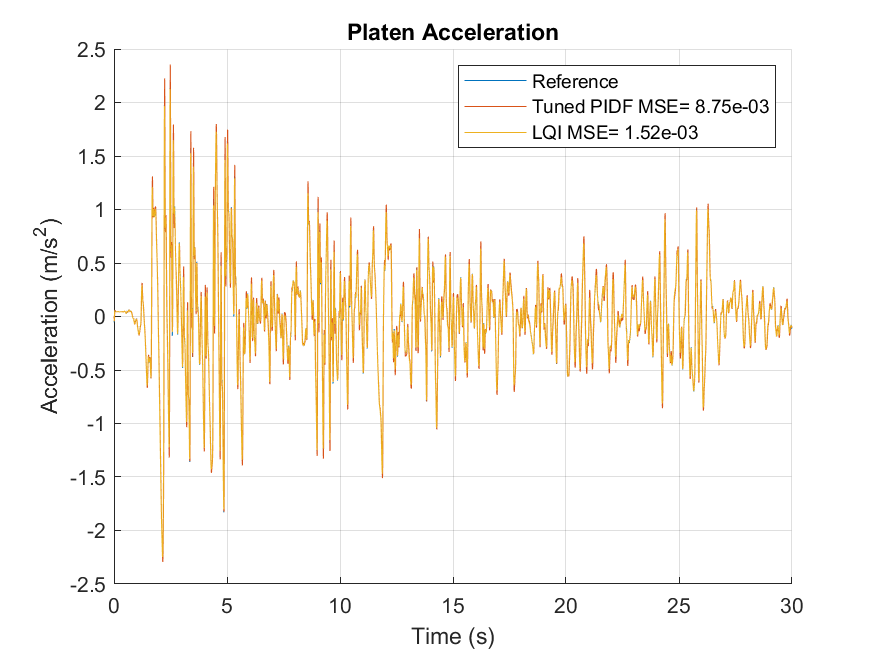 Platen Acceleration
2.5
2
1.5
1
0.5
0
-0.5
-1
-1.5
-2
-2.5
Acceleration (m/s²)
Reference
Tuned PIDF MSE= 8.75e-03
LQI MSE= 1.52e-03
0 5 10 15 20 25 30
Time (s)